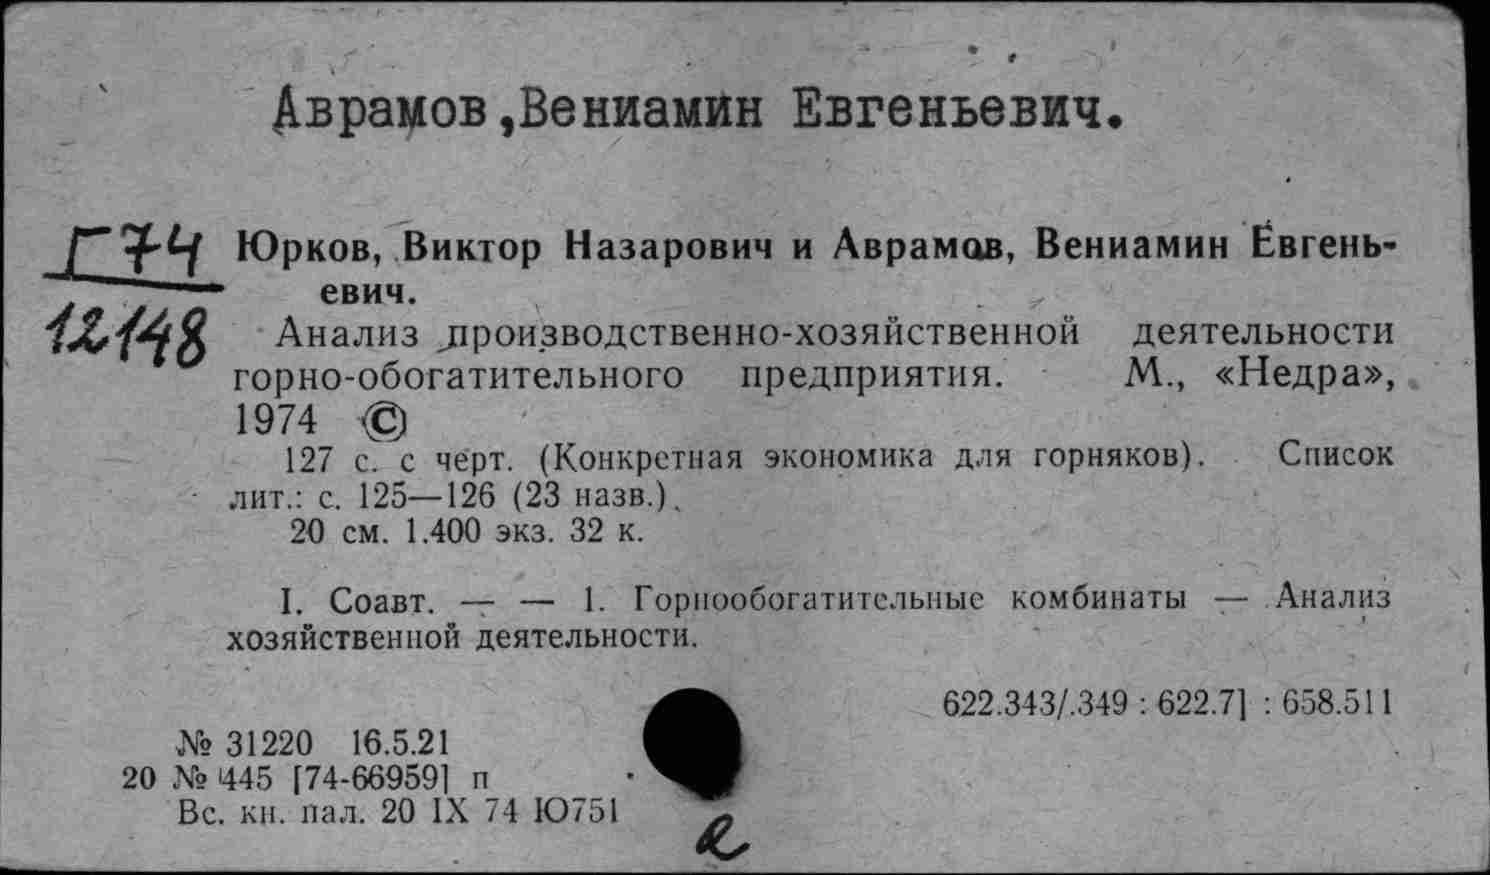 Аврамов,Вениамин Евгеньевич.
Г74
12148
Юрков, Виктор Назарович и Аврамов, Вениамин Евгень-
евич.
Анализ производственно-хозяйственной деятельности
горно-обогатительного предприятия. М., «Недра»,
1974 ©
127 с. с черт. (Конкретная экономика для горняков). Список
лит.: с. 125—126 (23 назв.).
20 см. 1.400 экз. 32 к.
I. Соавт. — — 1. Горнообогатительные комбинаты — Анализ
хозяйственной деятельности.
622.343/.349 : 622.7] : 658.511
№ 31220 16.5.21
20 № 445 [74-66959] п
Вс. кн. пал. 20 IX 74 Ю751